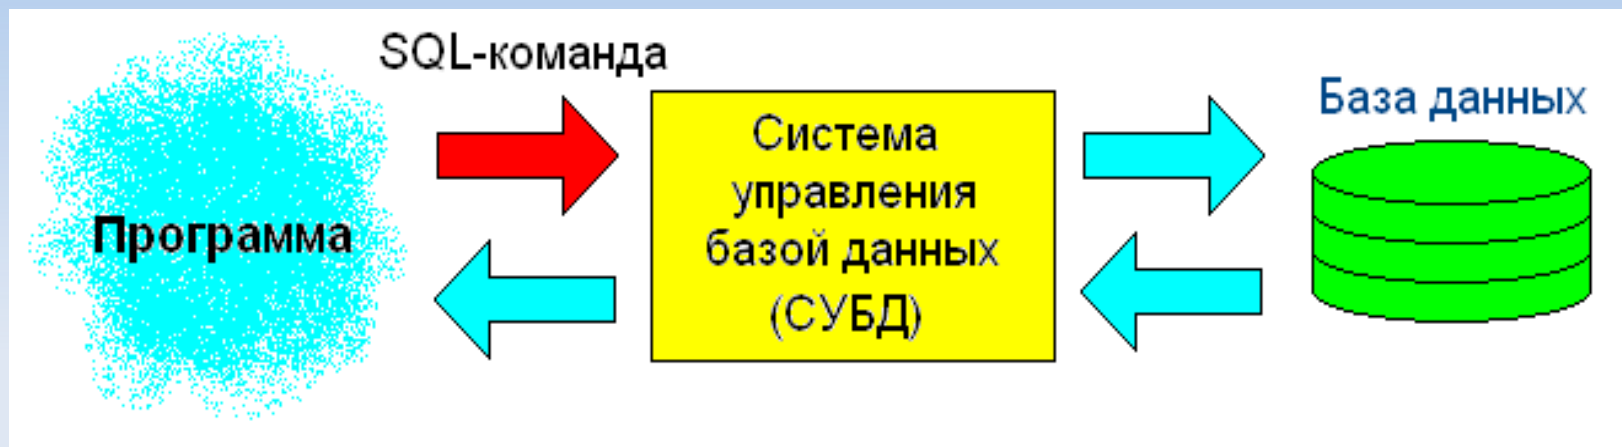 SQL-команда
Программа
Система
управления
базой данных
(СУБД)
База данных